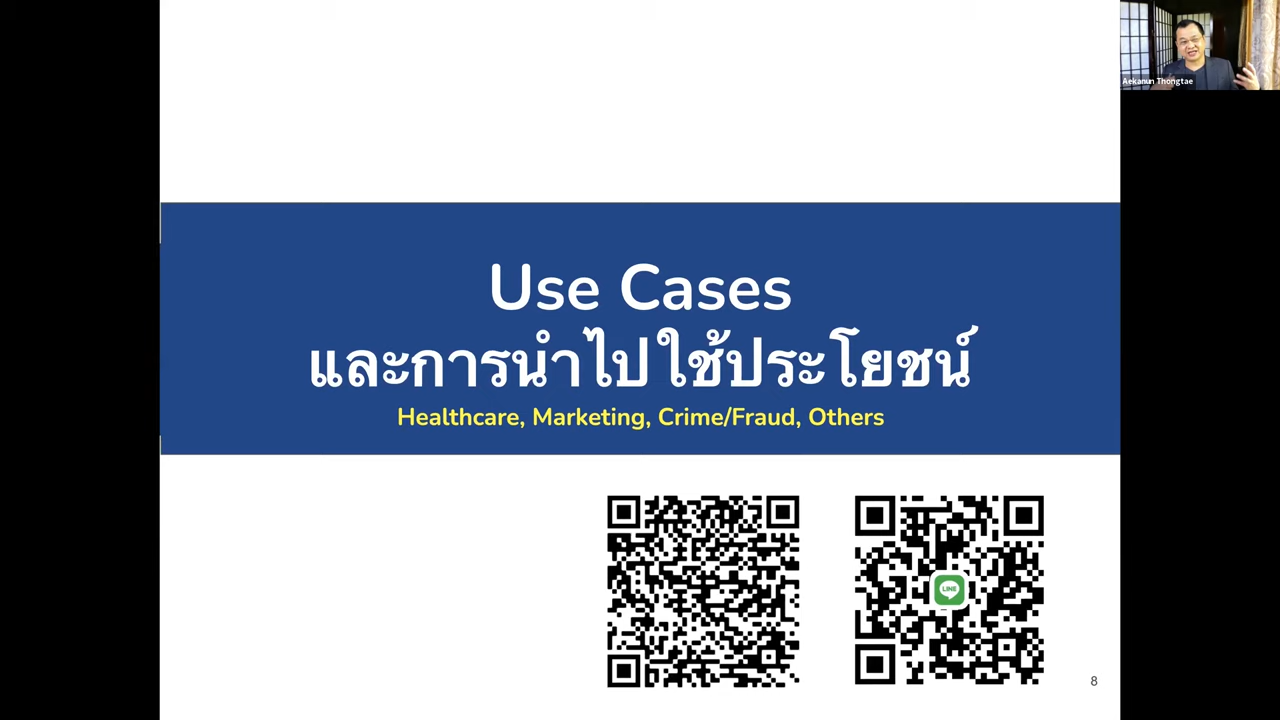 Aekanun Thongtae
Use Cases
และการนำไปใช้ประโยชน์
Healthcare, Marketing, Crime/Fraud, Others
LINE
8